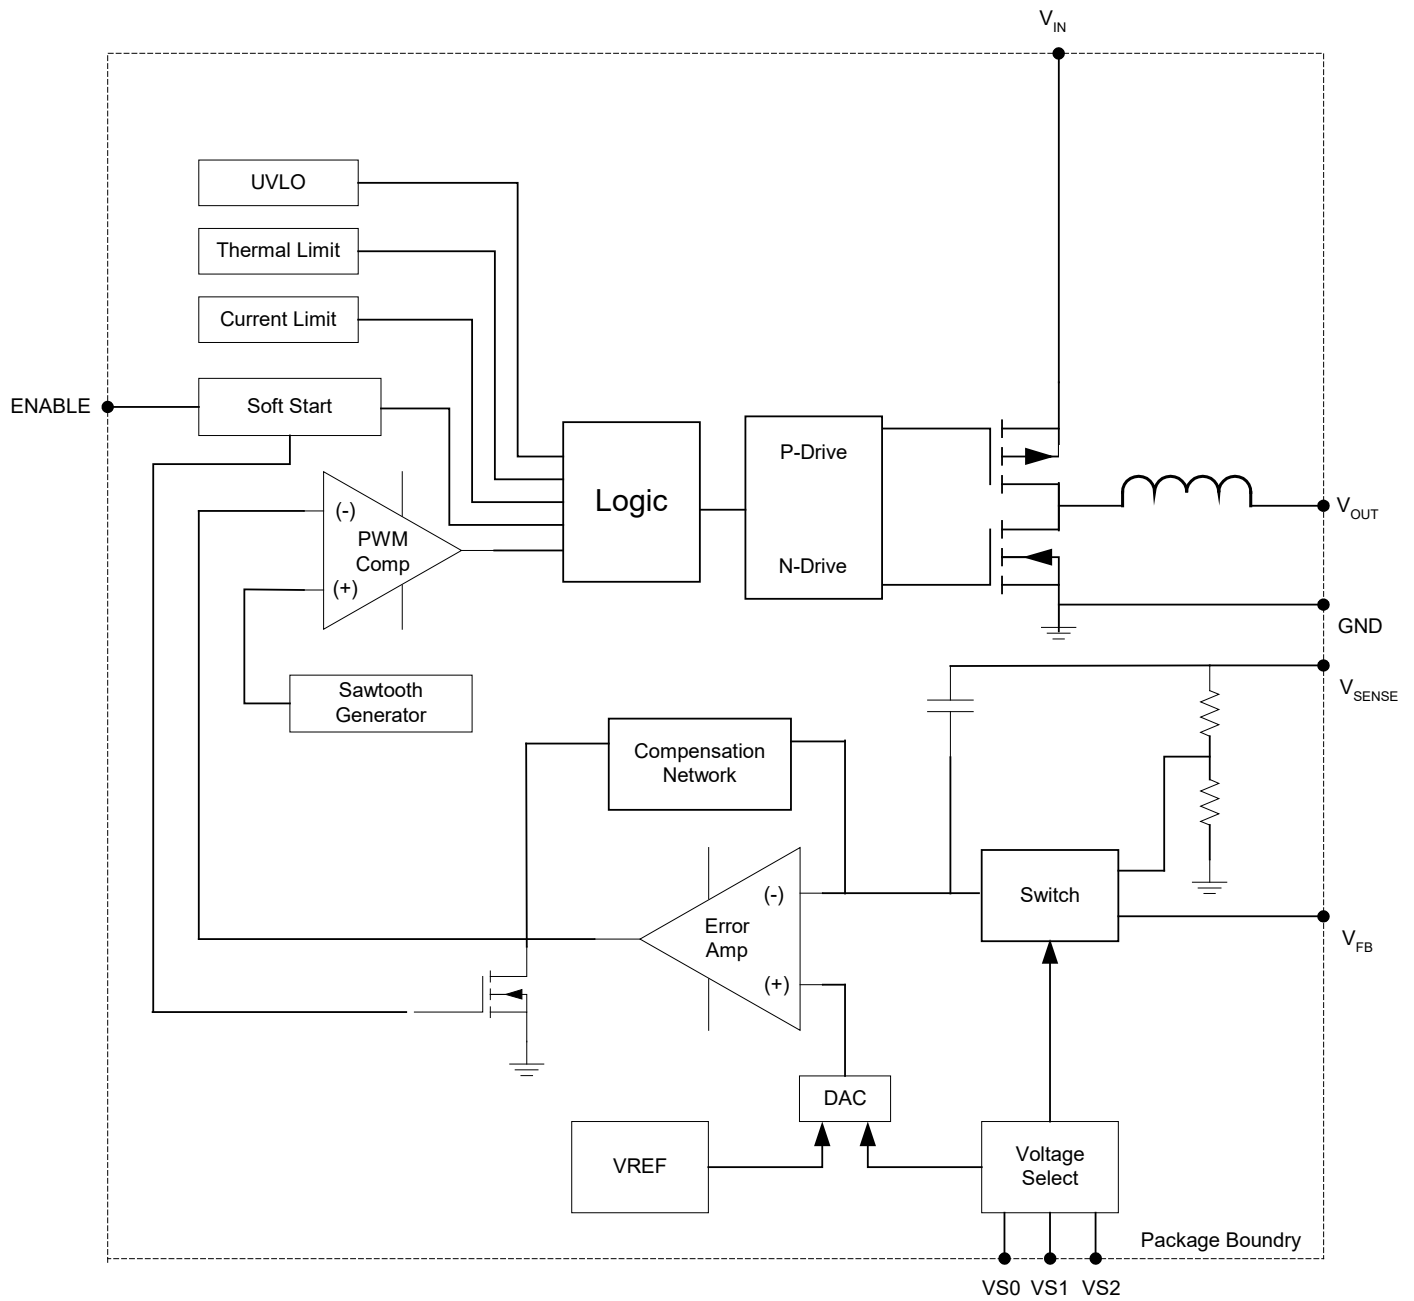 VIN
UVLO
Thermal Limit
Current Limit
ENABLE
Soft Start
P-Drive
Logic
(-)
PWM
Comp
(+)
N-Drive
VOUT
GND
Sawtooth
Generator
VSENSE
Compensation
Network
(-)
Error
Amp
(+)
Switch
VFB
DAC
VREF
Voltage
Select
Package Boundry
VS0 VS1 VS2